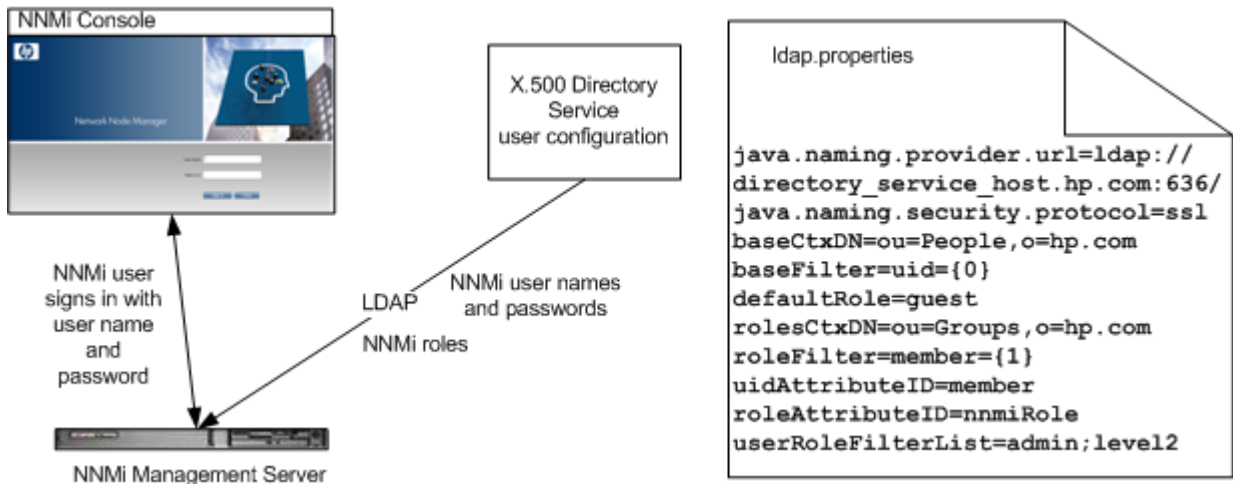 NNMi Console
hp
Network Node Manager
NNMi user
signs in with
user name
and
password
NNMi Management Server
X.500 Directory
Service
user configuration
LDAP
NNMi user names
and passwords
NNMi roles
ldap.properties
java.naming.provider.url=ldap://
directory_service_host.hp.com:636/
java.naming.security.protocol=ssl
baseCtxDN=ou=People,o=hp.com
baseFilter=uid={0}
defaultRole=guest
rolesCtxDN=ou=Groups,o=hp.com
roleFilter=member={1}
uidAttributeID=member
roleAttributeID=nnmiRole
userRoleFilterList=admin;level2